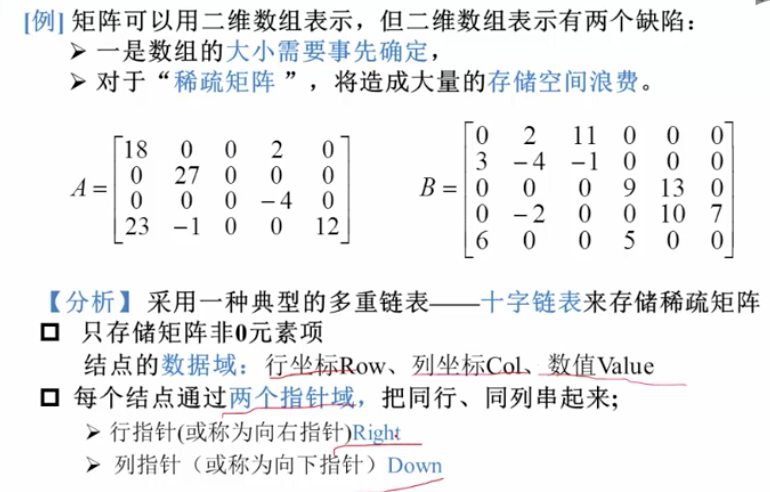 [例] 矩阵可以用二维数组表示，但二维数组表示有两个缺陷：
➢ 一是数组的大小需要事先确定，
➢ 对于“稀疏矩阵 ”，将造成大量的存储空间浪费。
A =
18 0 0 2 0
0 27 0 0 0
0 0 0 −4 0
23 −1 0 0 12
B =
0 2 11 0 0 0
3 −4 −1 0 0 0
0 0 0 9 13 0
0 −2 0 0 10 7
6 0 0 5 0 0
【分析】 采用一种典型的多重链表——十字链表来存储稀疏矩阵
□ 只存储矩阵非0元素项
结点的数据域：行坐标Row、列坐标Col、数值Value
□ 每个结点通过两个指针域，把同行、同列串起来；
➢ 行指针(或称为向右指针)Right
➢ 列指针（或称为向下指针）Down